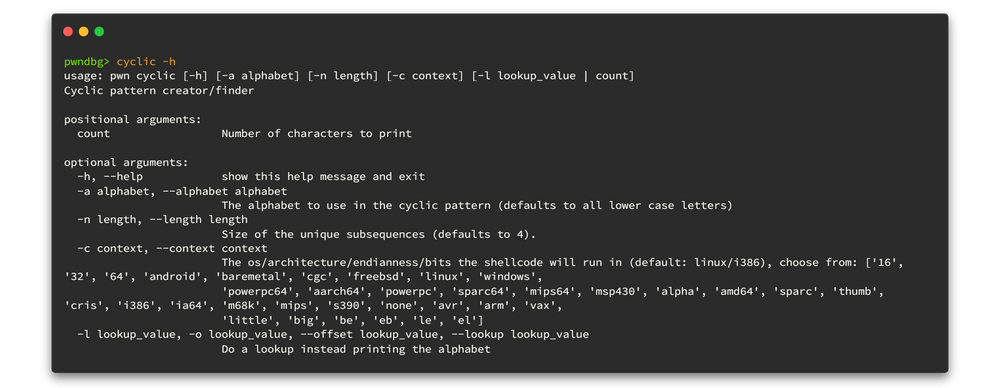 pwndbg> cyclic -h
usage: pwn cyclic [-h] [-a alphabet] [-n length] [-c context] [-l lookup_value | count]
Cyclic pattern creator/finder
positional arguments:
count Number of characters to print
optional arguments:
-h, --help show this help message and exit
-a alphabet, --alphabet alphabet
The alphabet to use in the cyclic pattern (defaults to all lower case letters)
-n length, --length length
Size of the unique subsequences (defaults to 4).
-c context, --context context
The os/architecture/endianness/bits the shellcode will run in (default: linux/i386), choose from: ['16',
'32', '64', 'android', 'baremetal', 'cgc', 'freebsd', 'linux', 'windows',
'powerpc64', 'aarch64', 'powerpc', 'sparc64', 'mips64', 'msp430', 'alpha', 'amd64', 'sparc', 'thumb',
'cris', 'i386', 'ia64', 'm68k', 'mips', 's390', 'none', 'avr', 'arm', 'vax',
'little', 'big', 'be', 'eb', 'le', 'el']
-l lookup_value, -o lookup_value, --offset lookup_value, --lookup lookup_value
Do a lookup instead printing the alphabet